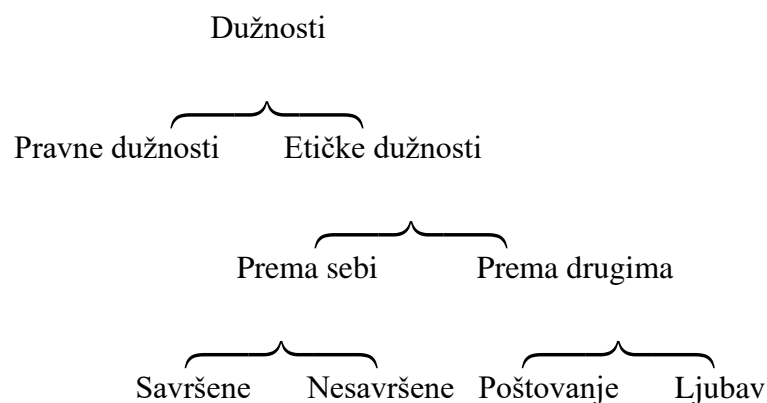 Dužnosti
Pravne dužnosti Etičke dužnosti
Prema sebi Prema drugima
Savršene Nesavršene Poštovanje Ljubav